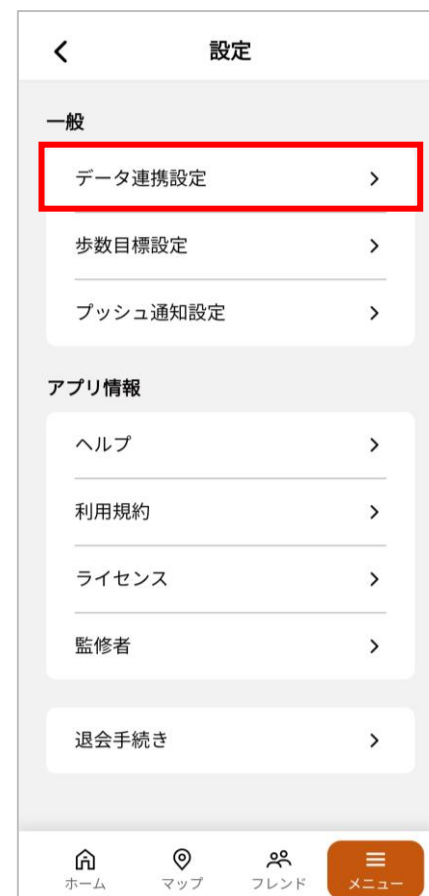 設定
一般
データ連携設定
歩数目標設定
プッシュ通知設定
アプリ情報
ヘルプ
利用規約
ライセンス
監修者
退会手続き
ホーム マップ フレンド メニュー